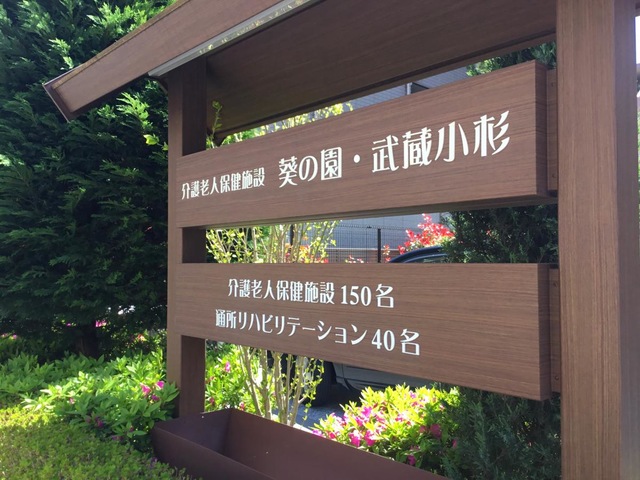 介護老人保健施設 葵の園・武蔵小杉
介護老人保健施設 150名
通所リハビリテーション 40名